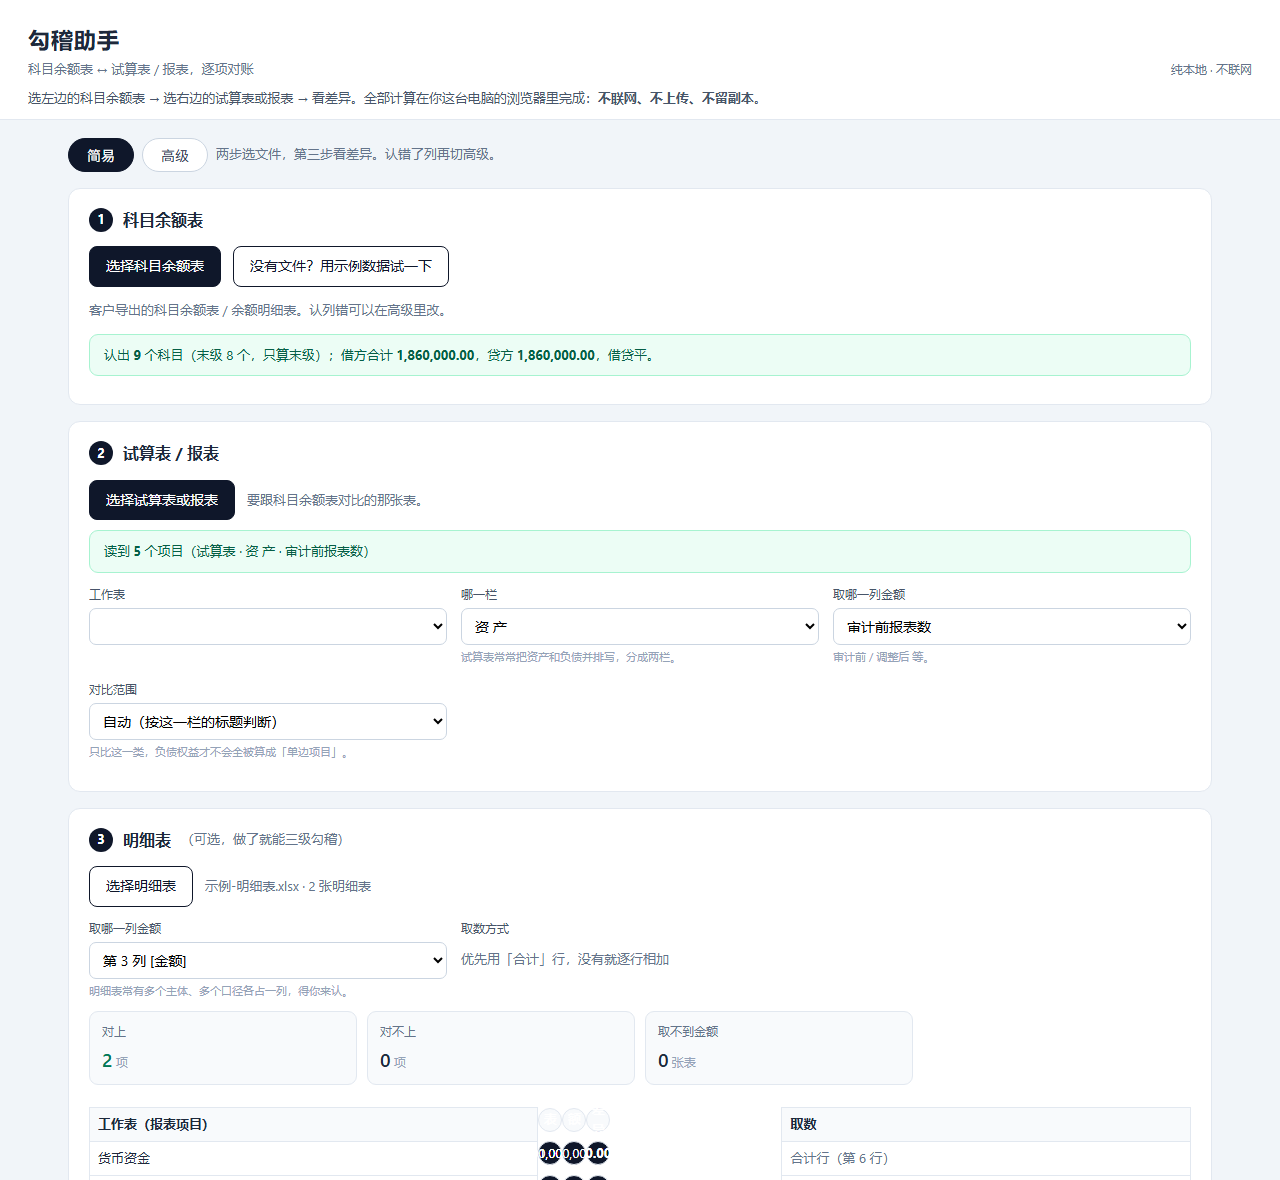 勾稽助手
科目余额表 ↔ 试算表 / 报表，逐项对账
纯本地 · 不联网
选左边的科目余额表 → 选右边的试算表或报表 → 看差异。全部计算在你这台电脑的浏览器里完成：不联网、不上传、不留副本。
简易
高级
两步选文件，第三步看差异。认错了列再切高级。
1 科目余额表
选择科目余额表
没有文件？用示例数据试一下
客户导出的科目余额表 / 余额明细表。认列错可以在高级里改。
认出 9 个科目（末级 8 个，只算末级）；借方合计 1,860,000.00，贷方 1,860,000.00，借贷平。
2 试算表 / 报表
选择试算表或报表
要跟科目余额表对比的那张表。
读到 5 个项目（试算表 · 资 产 · 审计前报表数）
工作表
哪一栏
取哪一列金额
资 产
审计前报表数
试算表常常把资产和负债并排写，分成两栏。
审计前 / 调整后 等。
对比范围
自动（按这一栏的标题判断）
只比这一类，负债权益才不会全被算成「单边项目」。
3 明细表 （可选，做了就能三级勾稽）
选择明细表
示例-明细表.xlsx · 2 张明细表
取哪一列金额
取数方式
第 3 列 [金额]
优先用「合计」行，没有就逐行相加
明细表常有多个主体、多个口径各占一列，得你来认。
对上
对不上
取不到金额
2 项
0 项
0 张表
工作表（报表项目）
取数
货币资金
合计行（第 6 行）